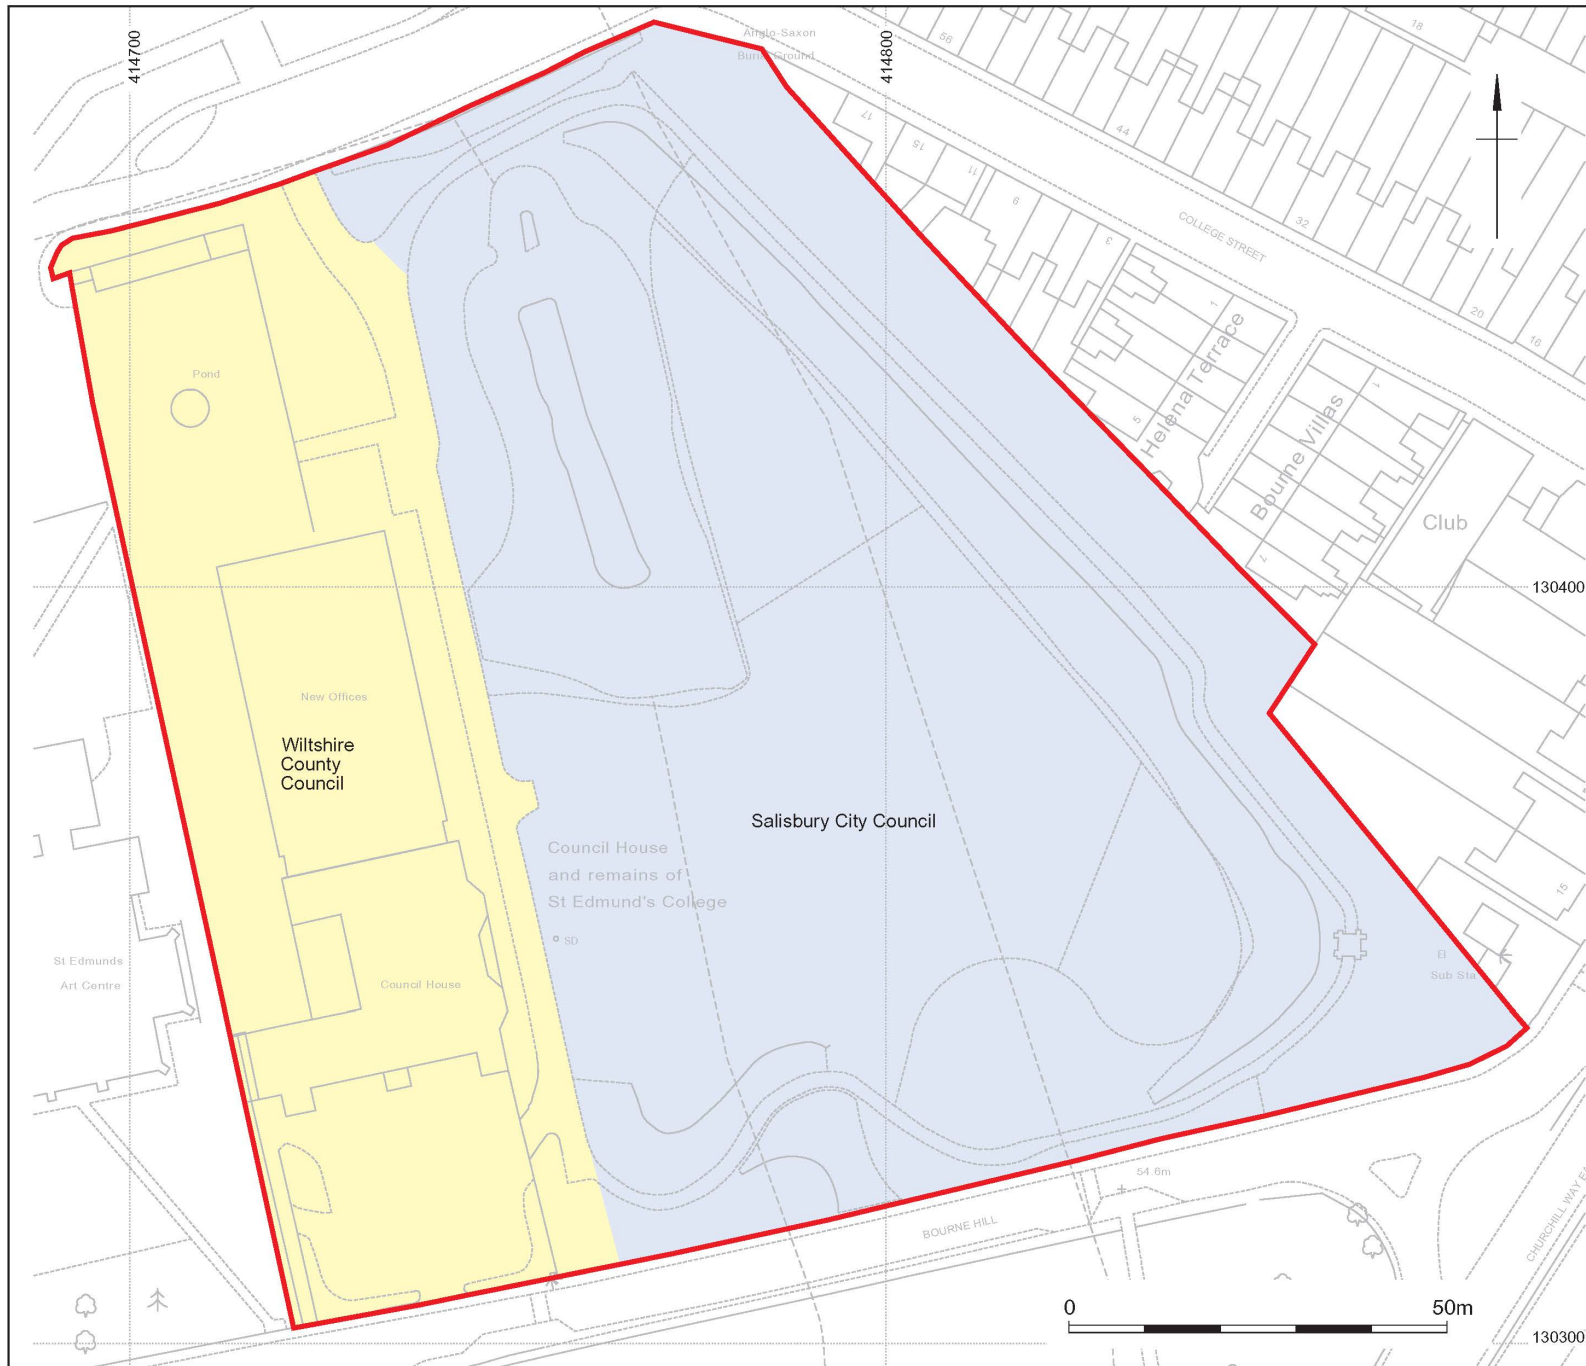 414700
414800
Anglo-Saxon
Burial Ground
18
56
44
17
15
11
9
3
COLLEGE STREET
32
20
16
1
Helena Terrace
5
1
Bourne Villas
7
Club
Pond
130400
New Offices
Wiltshire
County
Council
Salisbury City Council
Council House
and remains of
St Edmund's College
SD
15
El
Sub Sta
St Edmunds
Art Centre
Council House
54.6m
BOURNE HILL
CHURCHILL WAY E
0
50m
130300